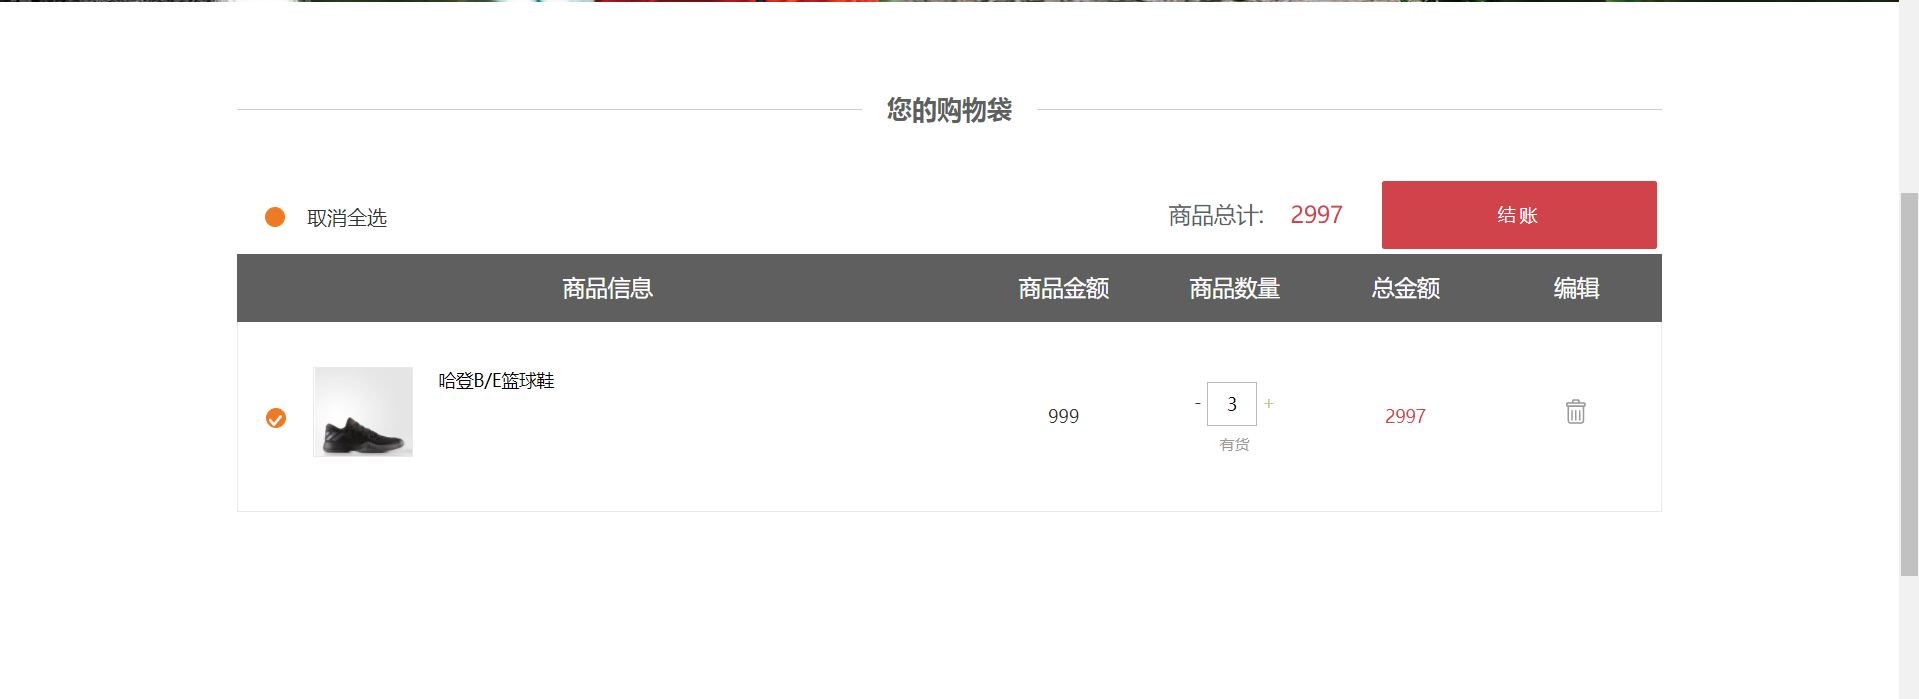 您的购物袋
取消全选
商品总计: 2997
结账
商品信息 商品金额 商品数量 总金额 编辑
哈登B/E篮球鞋
999
- 3 +
有货
2997